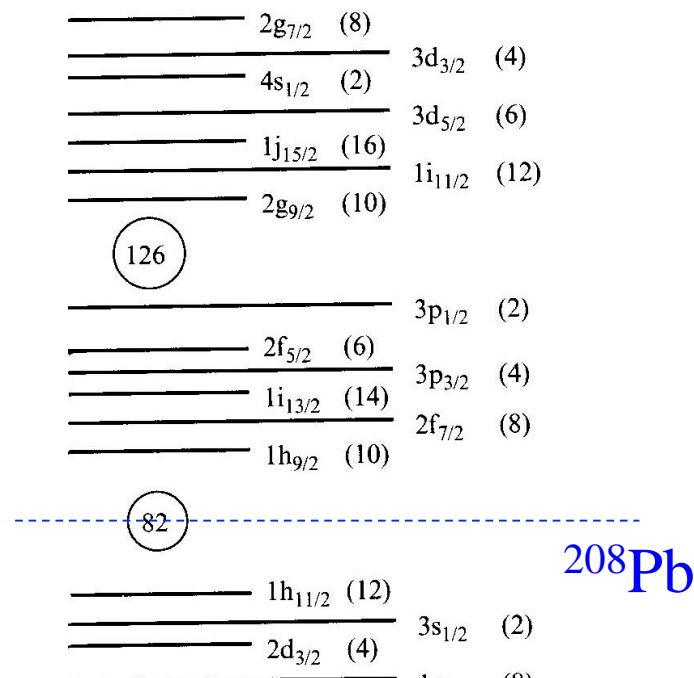 2g7/2 (8)
3d3/2 (4)
4s1/2 (2)
3d5/2 (6)
1j15/2 (16)
1i11/2 (12)
2g9/2 (10)
126
3p1/2 (2)
2f5/2 (6)
3p3/2 (4)
1i13/2 (14)
2f7/2 (8)
1h9/2 (10)
82
208Pb
1h11/2 (12)
3s1/2 (2)
2d3/2 (4)
(8)